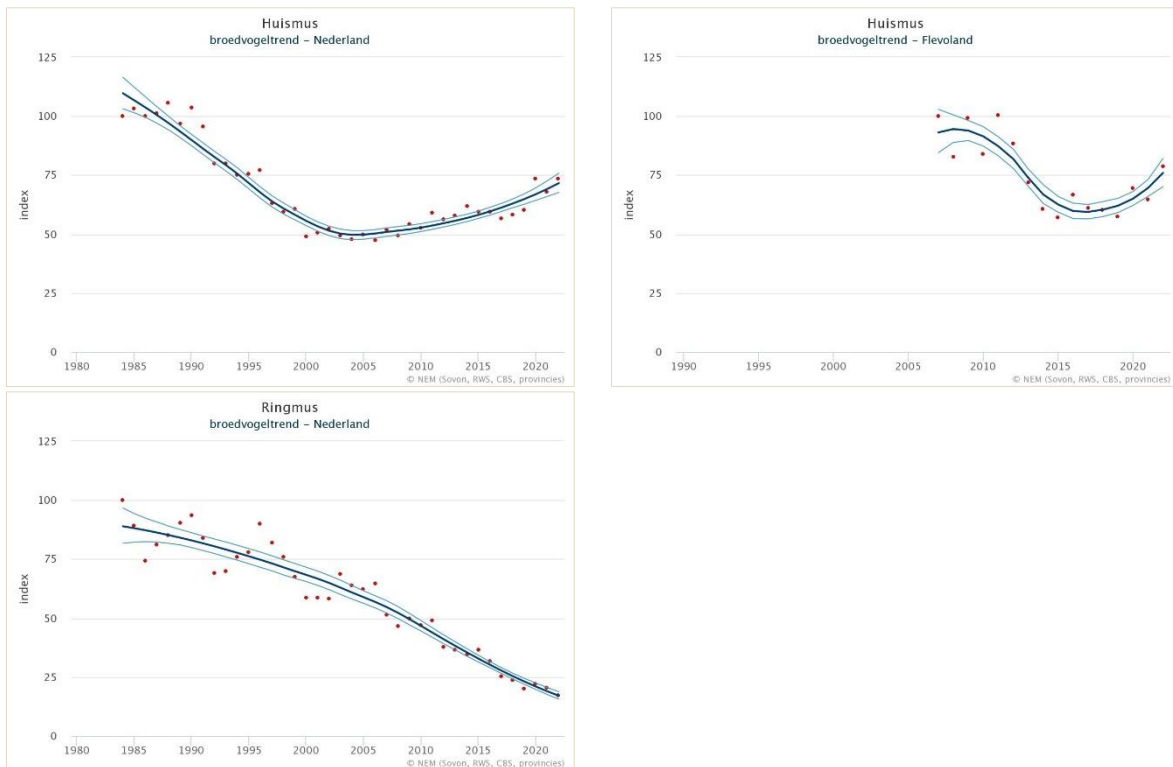 Huismus
broedvogeltrend – Nederland
125
100
75
50
25
0
index
1980 1985 1990 1995 2000 2005 2010 2015 2020
© NEM (Sovon, RWS, CBS, provincies)
Huismus
broedvogeltrend – Flevoland
125
100
75
50
25
0
index
1990 1995 2000 2005 2010 2015 2020
© NEM (Sovon, RWS, CBS, provincies)
Ringmus
broedvogeltrend – Nederland
125
100
75
50
25
0
index
1980 1985 1990 1995 2000 2005 2010 2015 2020
© NEM (Sovon, RWS, CBS, provincies)